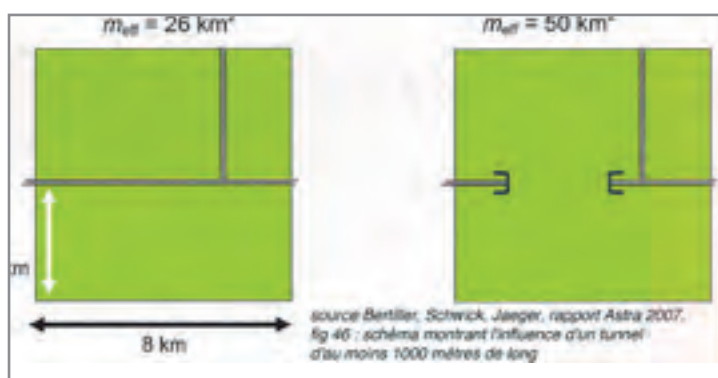 m_eff = 26 km²
m_eff = 50 km²
km
8 km
source Bertiller, Schwick, Jaeger, rapport Astra 2007,
fig 46 : schéma montrant l'influence d'un tunnel
d'au moins 1000 mètres de long